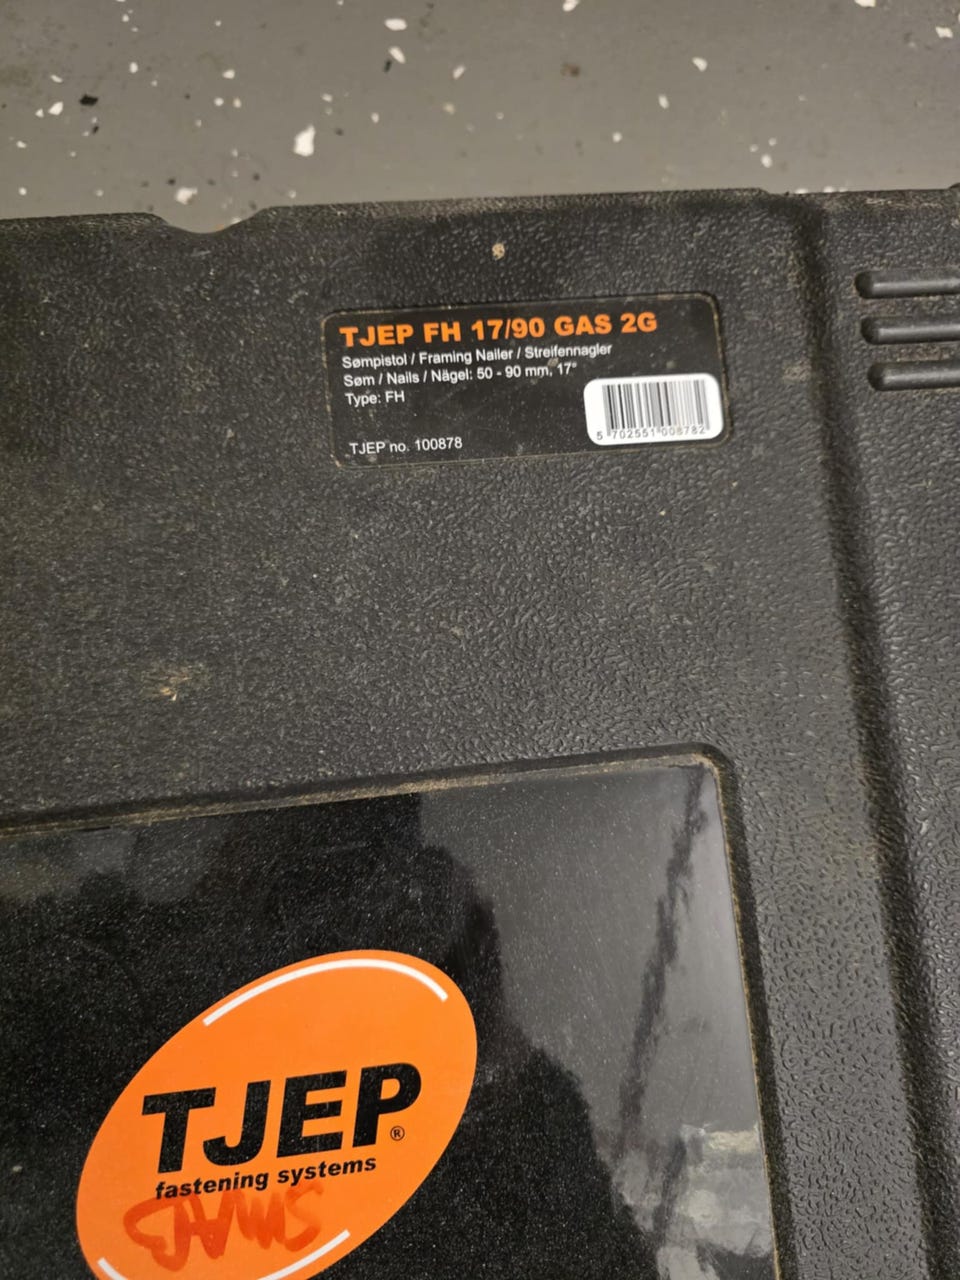 TJEP FH 17/90 GAS 2G
Sømpistol / Framing Nailer / Streifennagler
Søm / Nails / Nägel: 50 - 90 mm, 17°
Type: FH
TJEP no. 100878
5 702551 008782
TJEP®
fastening systems